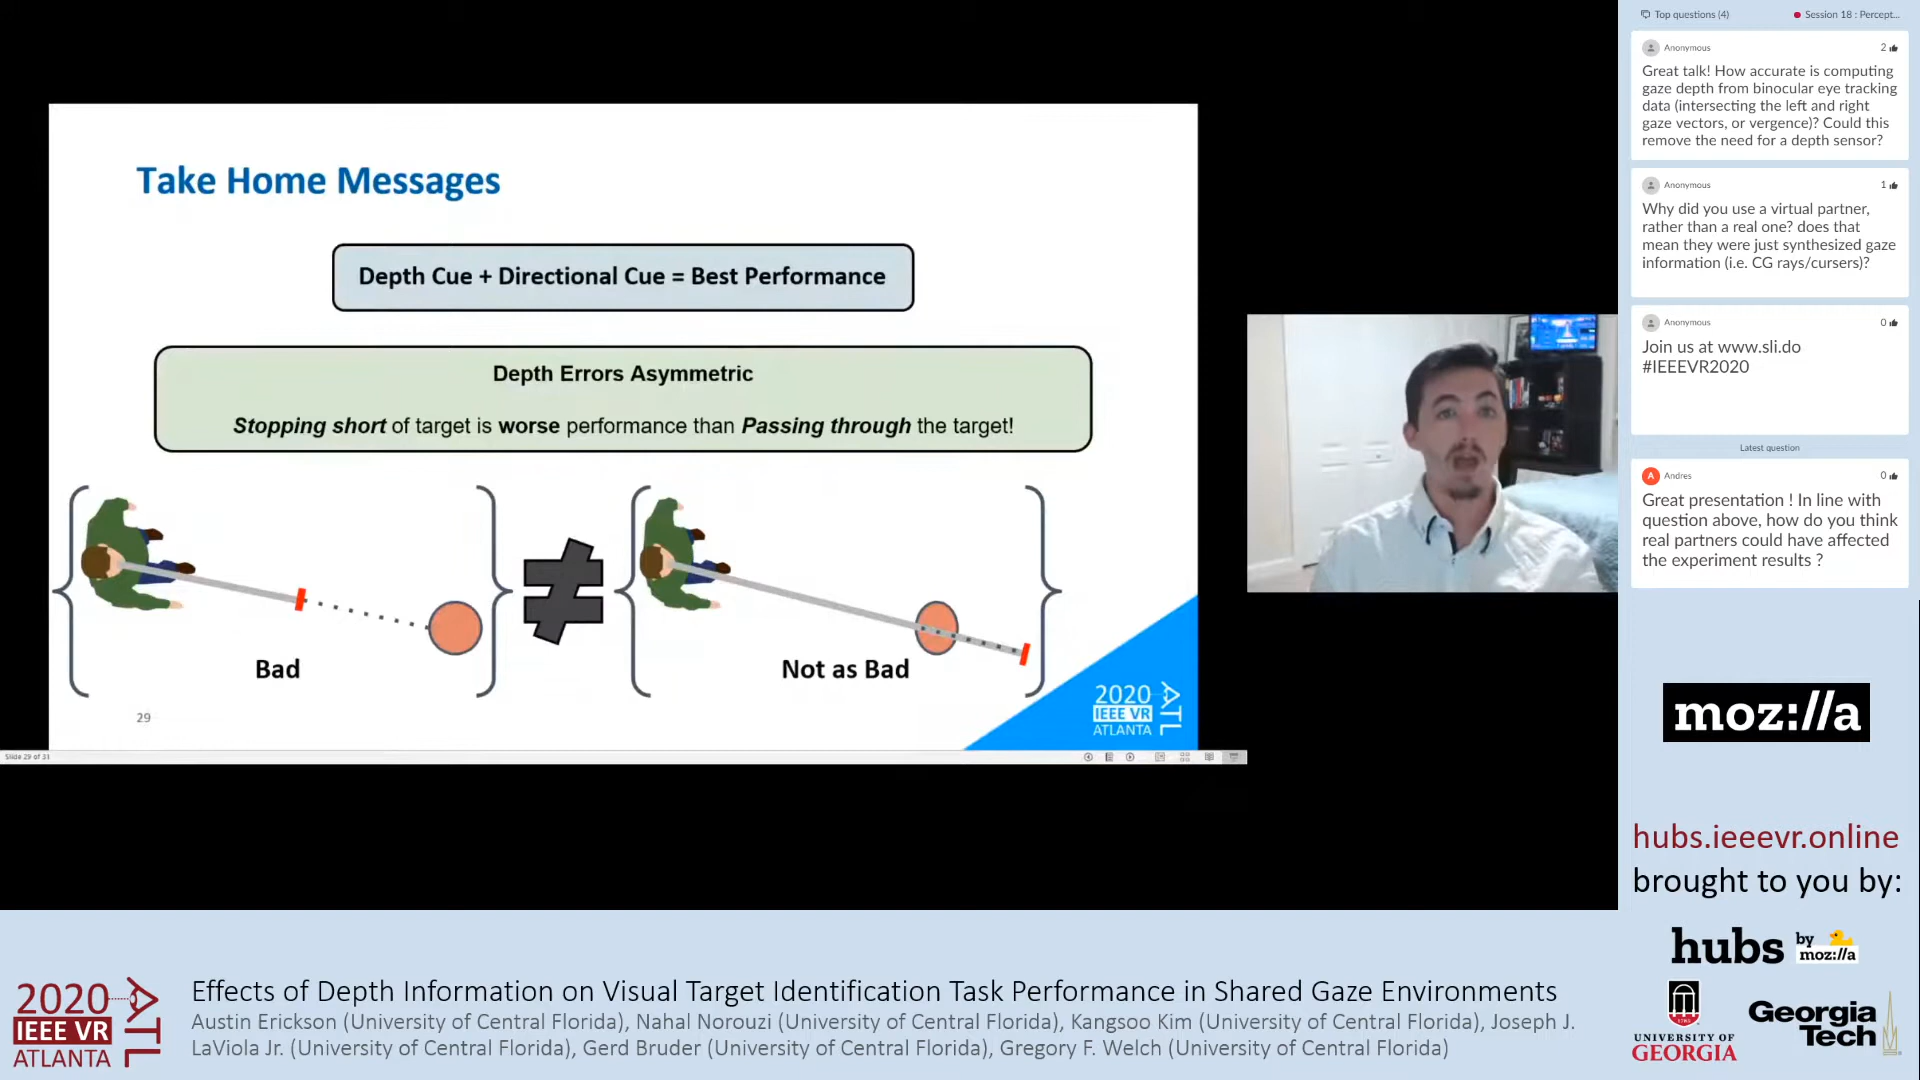 Take Home Messages
Depth Cue + Directional Cue = Best Performance
Depth Errors Asymmetric
Stopping short of target is worse performance than Passing through the target!
Bad
Not as Bad
29
2020
IEEE VR
ATLANTA
ATL
Slide 29 of 31
Top questions (4)
Session 18 : Percept...
Anonymous
2
Great talk! How accurate is computing
gaze depth from binocular eye tracking
data (intersecting the left and right
gaze vectors, or vergence)? Could this
remove the need for a depth sensor?
Anonymous
1
Why did you use a virtual partner,
rather than a real one? does that
mean they were just synthesized gaze
information (i.e. CG rays/cursers)?
Anonymous
0
Join us at www.sli.do
#IEEEVR2020
Latest question
A
Andres
0
Great presentation ! In line with
question above, how do you think
real partners could have affected
the experiment results ?
moz://a
hubs.ieeevr.online
brought to you by:
hubs
by
moz://a
UNIVERSITY OF
GEORGIA
Georgia
Tech
2020
IEEE VR
ATLANTA
ATL
Effects of Depth Information on Visual Target Identification Task Performance in Shared Gaze Environments
Austin Erickson (University of Central Florida), Nahal Norouzi (University of Central Florida), Kangsoo Kim (University of Central Florida), Joseph J.
LaViola Jr. (University of Central Florida), Gerd Bruder (University of Central Florida), Gregory F. Welch (University of Central Florida)